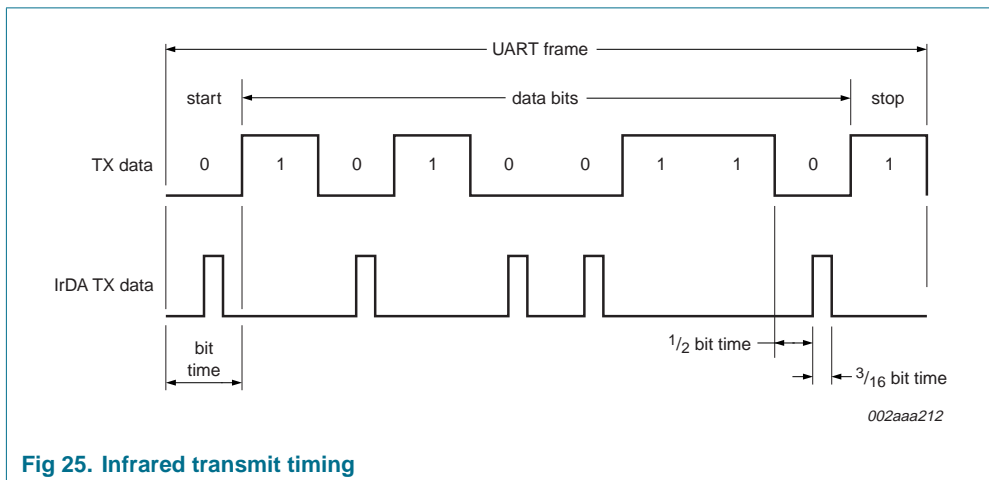 UART frame
start data bits stop
TX data 0 1 0 1 0 0 1 1 0 1
IrDA TX data
bit
time
1/2 bit time
3/16 bit time
002aaa212
Fig 25. Infrared transmit timing